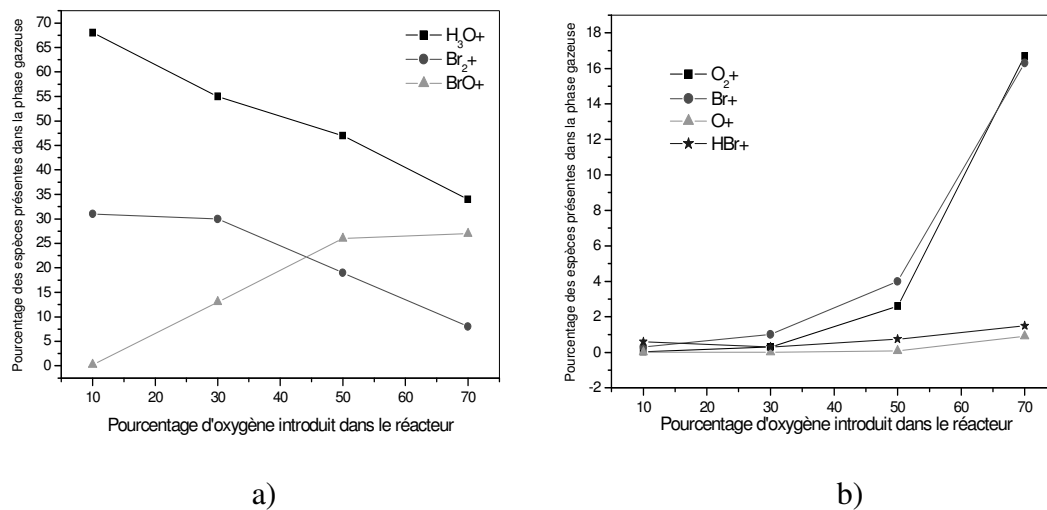 Pourcentage des espèces présentes dans la phase gazeuse
70
65
60
55
50
45
40
35
30
25
20
15
10
5
0
H3O+
Br2+
BrO+
10 20 30 40 50 60 70
Pourcentage d'oxygène introduit dans le réacteur
a)
Pourcentage des espèces présentes dans la phase gazeuse
18
16
14
12
10
8
6
4
2
0
-2
O2+
Br+
O+
HBr+
10 20 30 40 50 60 70
Pourcentage d'oxygène introduit dans le réacteur
b)